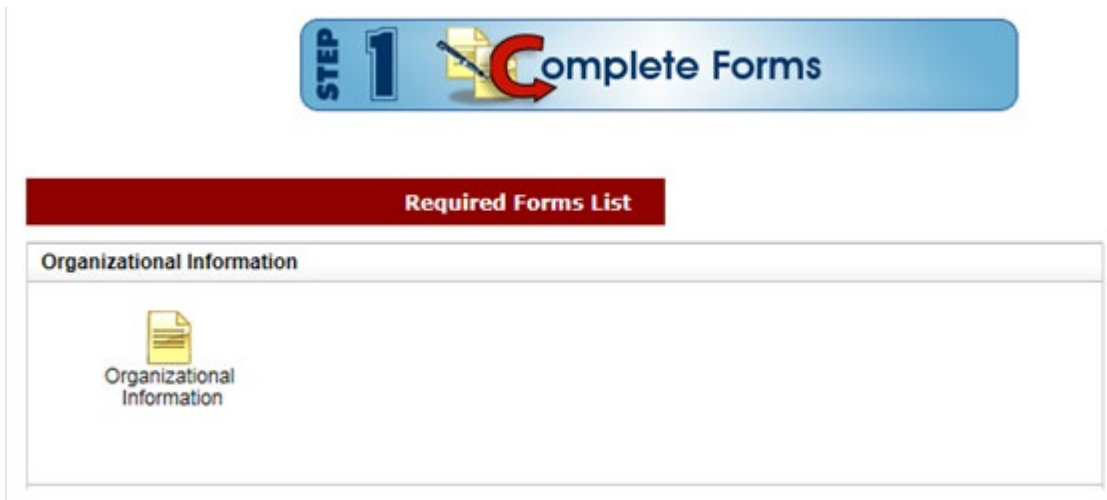 STEP 1 Complete Forms
Required Forms List
Organizational Information
Organizational
Information